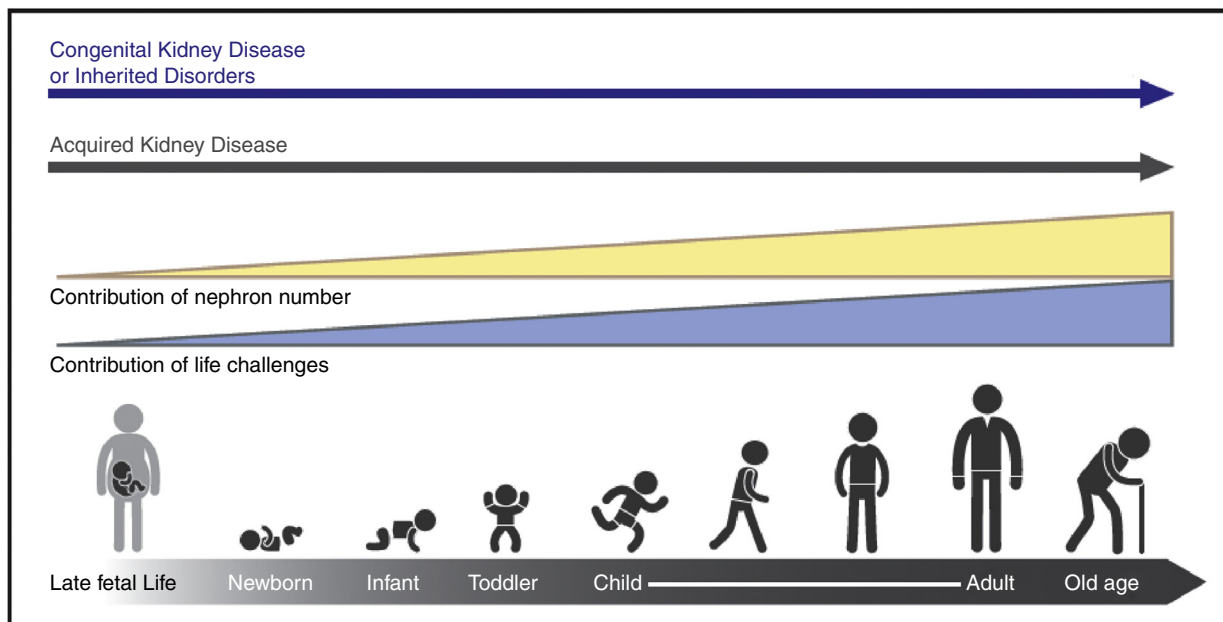 Congenital Kidney Disease
or Inherited Disorders
Acquired Kidney Disease
Contribution of nephron number
Contribution of life challenges
Late fetal Life Newborn Infant Toddler Child Adult Old age